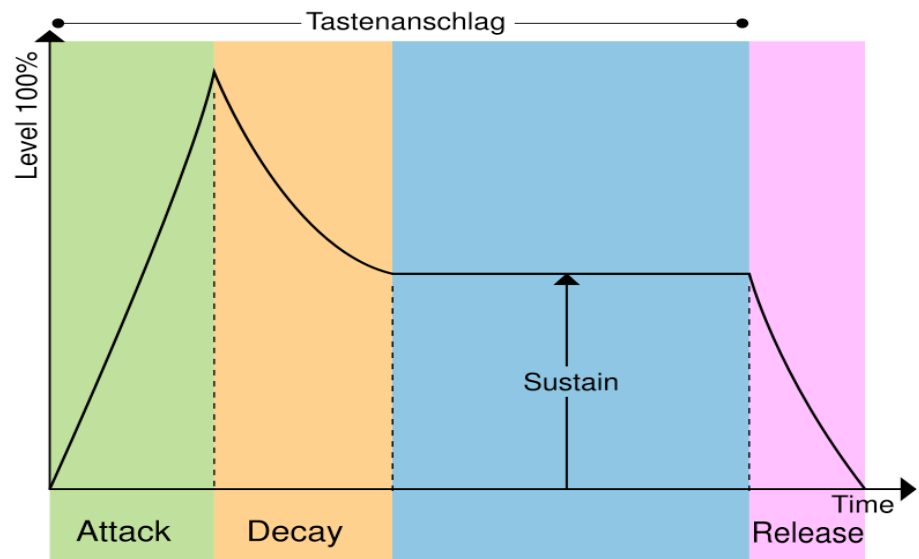 Tastenanschlag
Level 100%
Sustain
Time
Attack
Decay
Release